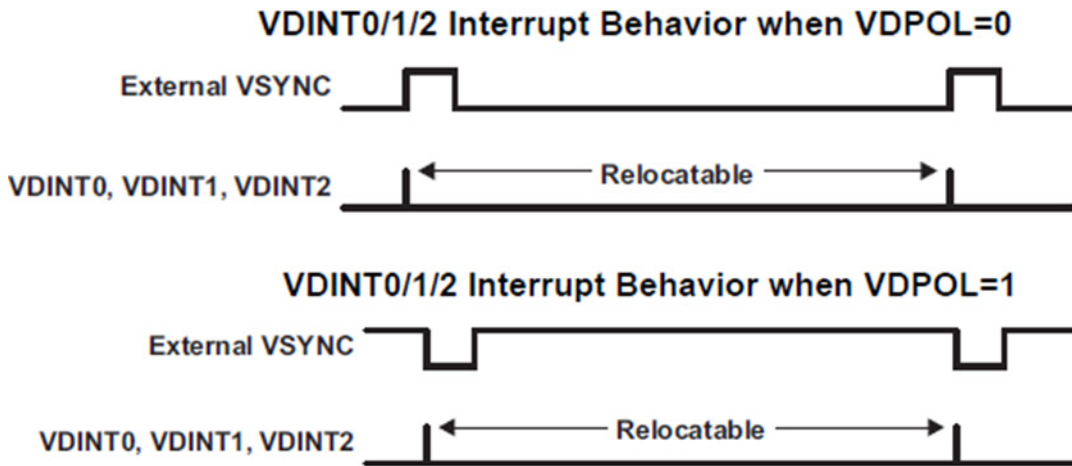 VDINT0/1/2 Interrupt Behavior when VDPOL=0
External VSYNC
VDINT0, VDINT1, VDINT2
Relocatable
VDINT0/1/2 Interrupt Behavior when VDPOL=1
External VSYNC
VDINT0, VDINT1, VDINT2
Relocatable